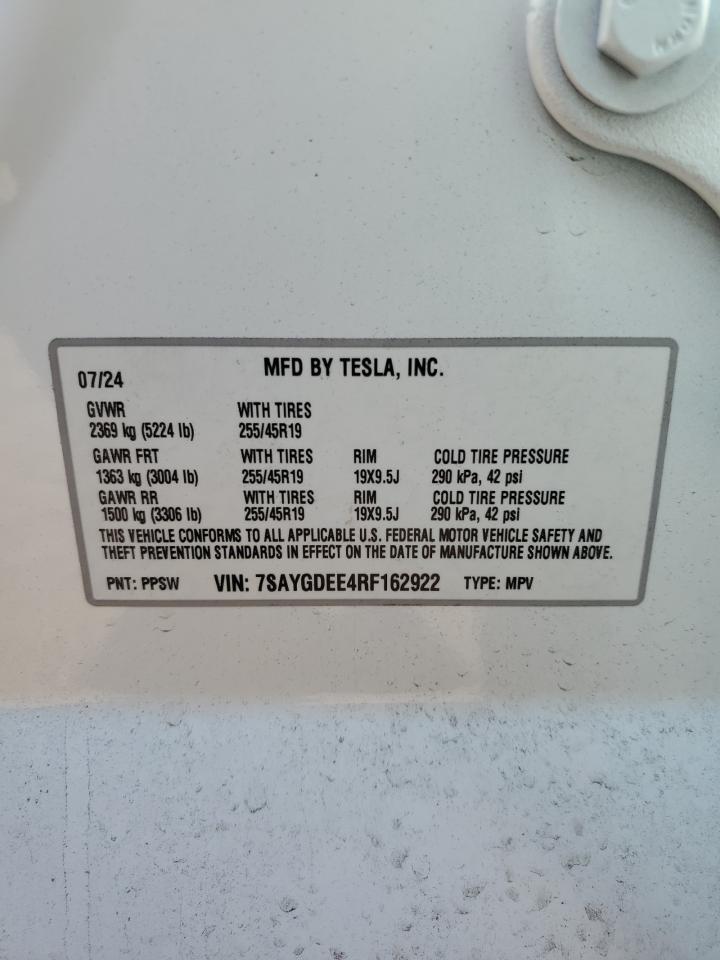 07/24 MFD BY TESLA, INC.
GVWR WITH TIRES
2369 kg (5224 lb) 255/45R19
GAWR FRT WITH TIRES RIM COLD TIRE PRESSURE
1363 kg (3004 lb) 255/45R19 19X9.5J 290 kPa, 42 psi
GAWR RR WITH TIRES RIM COLD TIRE PRESSURE
1500 kg (3306 lb) 255/45R19 19X9.5J 290 kPa, 42 psi
THIS VEHICLE CONFORMS TO ALL APPLICABLE U.S. FEDERAL MOTOR VEHICLE SAFETY AND
THEFT PREVENTION STANDARDS IN EFFECT ON THE DATE OF MANUFACTURE SHOWN ABOVE.
PNT: PPSW VIN: 7SAYGDEE4RF162922 TYPE: MPV